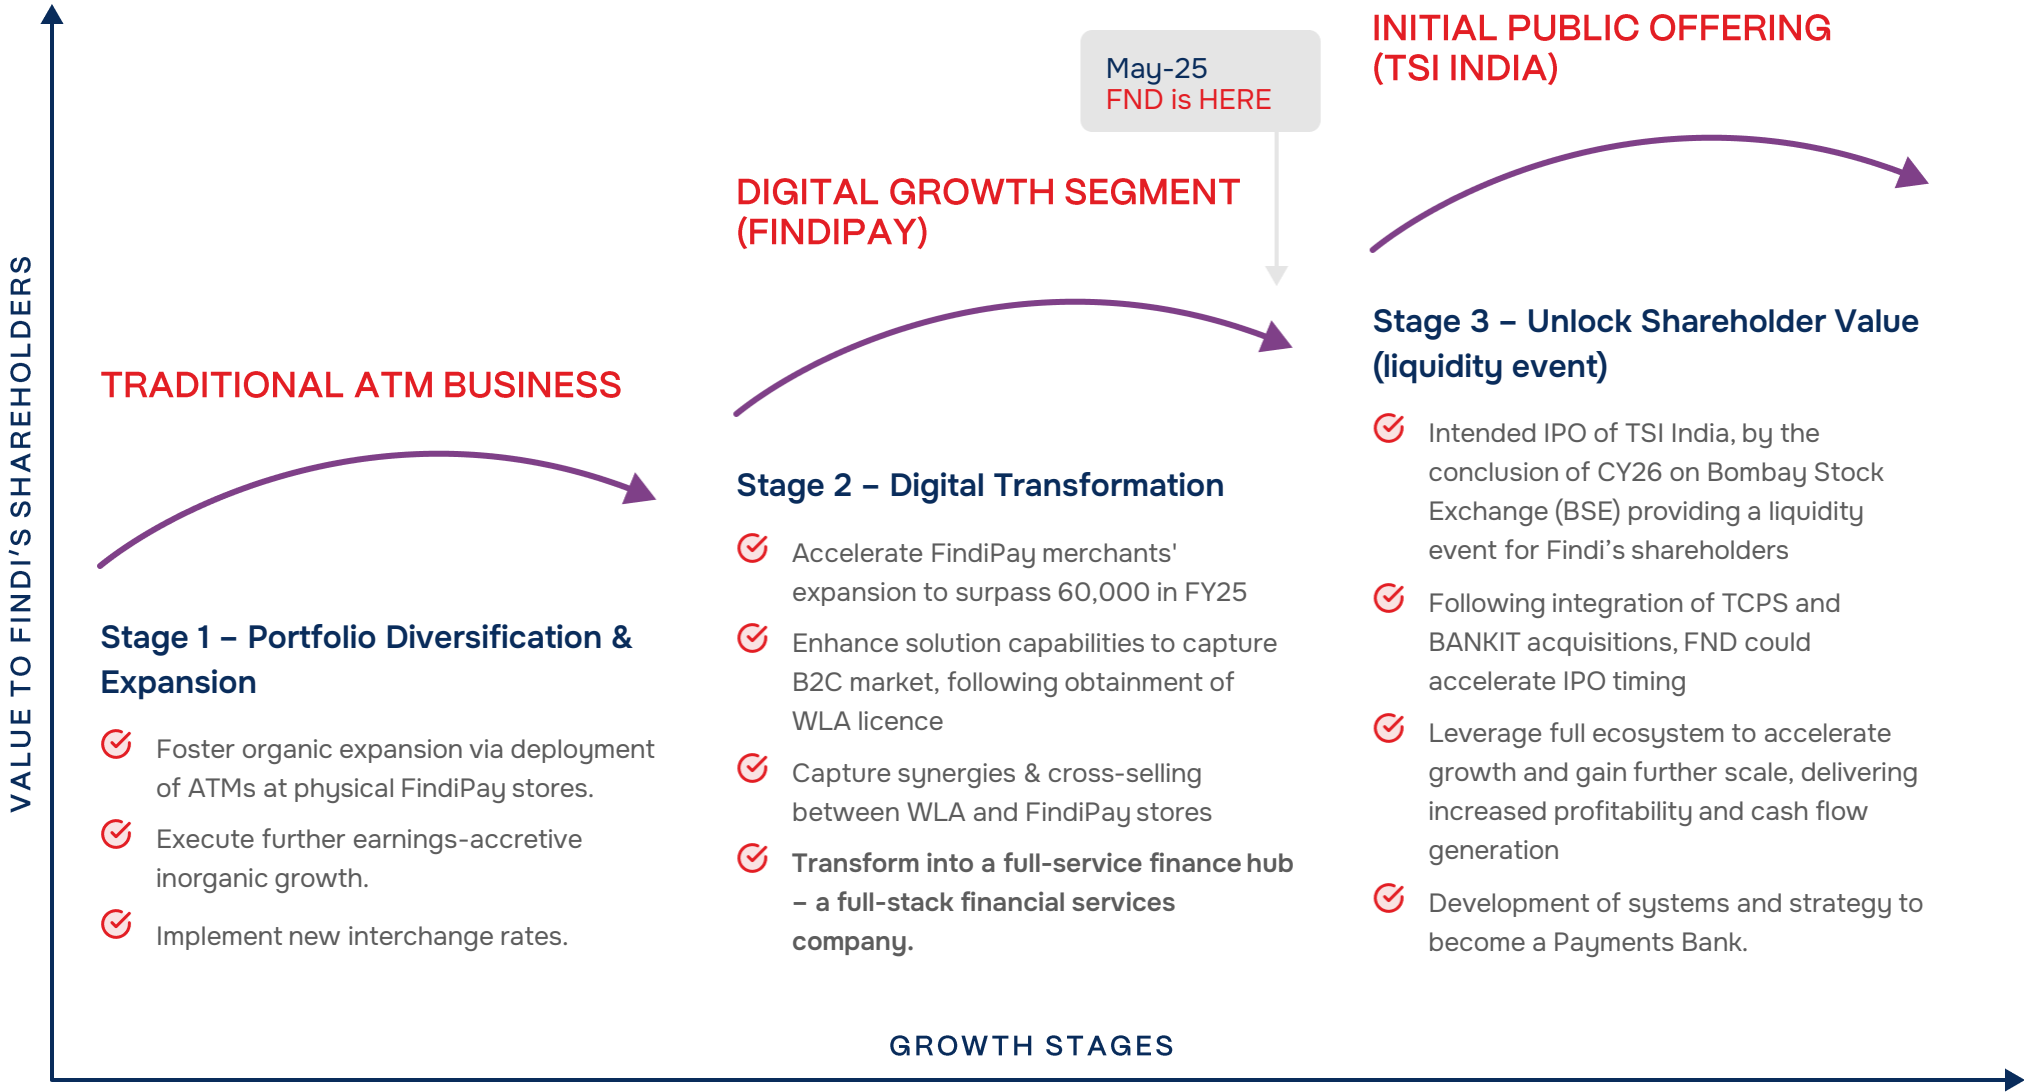 VALUE TO FINDI'S SHAREHOLDERS
TRADITIONAL ATM BUSINESS
Stage 1 – Portfolio Diversification &
Expansion
Foster organic expansion via deployment
of ATMs at physical FindiPay stores.
Execute further earnings-accretive
inorganic growth.
Implement new interchange rates.
DIGITAL GROWTH SEGMENT
(FINDIPAY)
Stage 2 – Digital Transformation
Accelerate FindiPay merchants'
expansion to surpass 60,000 in FY25
Enhance solution capabilities to capture
B2C market, following obtainment of
WLA licence
Capture synergies & cross-selling
between WLA and FindiPay stores
Transform into a full-service finance hub
– a full-stack financial services
company.
May-25
FND is HERE
INITIAL PUBLIC OFFERING
(TSI INDIA)
Stage 3 – Unlock Shareholder Value
(liquidity event)
Intended IPO of TSI India, by the
conclusion of CY26 on Bombay Stock
Exchange (BSE) providing a liquidity
event for Findi’s shareholders
Following integration of TCPS and
BANKIT acquisitions, FND could
accelerate IPO timing
Leverage full ecosystem to accelerate
growth and gain further scale, delivering
increased profitability and cash flow
generation
Development of systems and strategy to
become a Payments Bank.
GROWTH STAGES